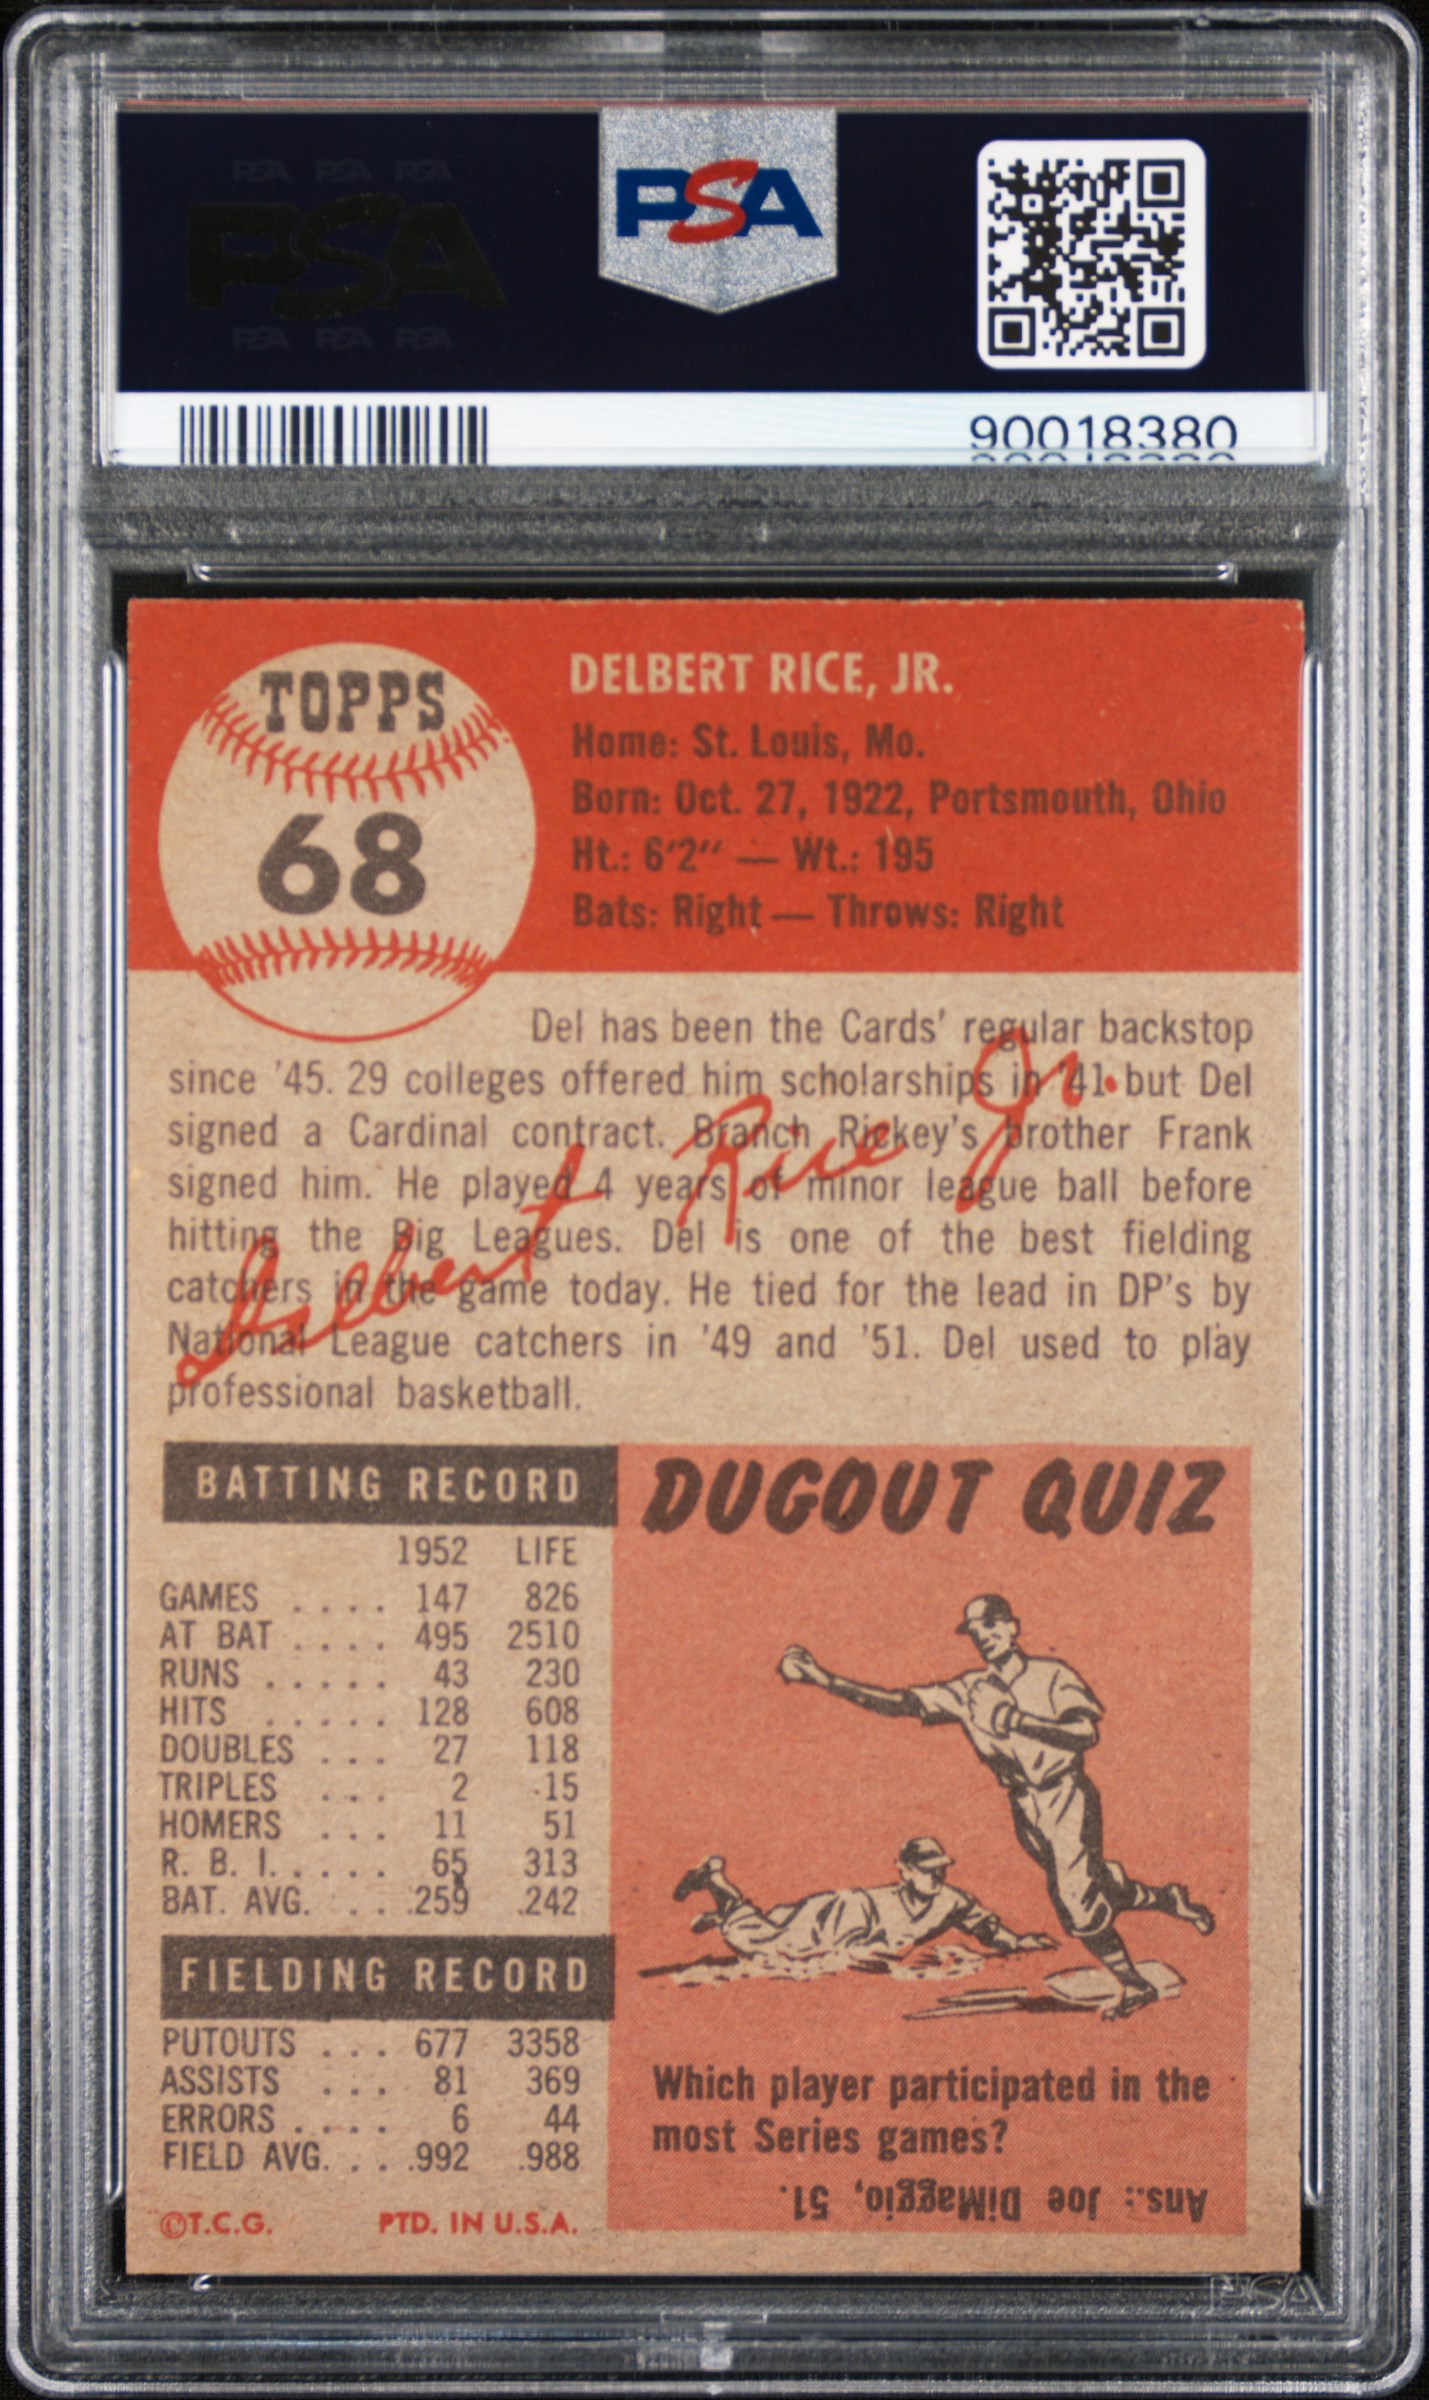 PSA PSA PSA
PSA
PSA PSA PSA
PSA
90018380
TOPPS
68
DELBERT RICE, JR.
Home: St. Louis, Mo.
Born: Oct. 27, 1922, Portsmouth, Ohio
Ht.: 6'2" — Wt.: 195
Bats: Right — Throws: Right
Del has been the Cards' regular backstop
since '45. 29 colleges offered him scholarships in '41 but Del
signed a Cardinal contract. Branch Rickey's brother Frank
signed him. He played 4 years of minor league ball before
hitting the Big Leagues. Del is one of the best fielding
catchers in the game today. He tied for the lead in DP's by
National League catchers in '49 and '51. Del used to play
professional basketball.
Delbert Rice Jr.
BATTING RECORD
1952 LIFE
GAMES . . . . 147 826
AT BAT . . . . 495 2510
RUNS . . . . . 43 230
HITS . . . . . 128 608
DOUBLES . . . 27 118
TRIPLES . . . 2 15
HOMERS . . . 11 51
R. B. I. . . . . 65 313
BAT. AVG. . . . .259 .242
FIELDING RECORD
PUTOUTS . . . 677 3358
ASSISTS . . . 81 369
ERRORS . . . . 6 44
FIELD AVG. . . . .992 .988
©T.C.G. PTD. IN U.S.A.
DUGOUT QUIZ
Which player participated in the
most Series games?
Ans.: Joe DiMaggio, 51.
PSA